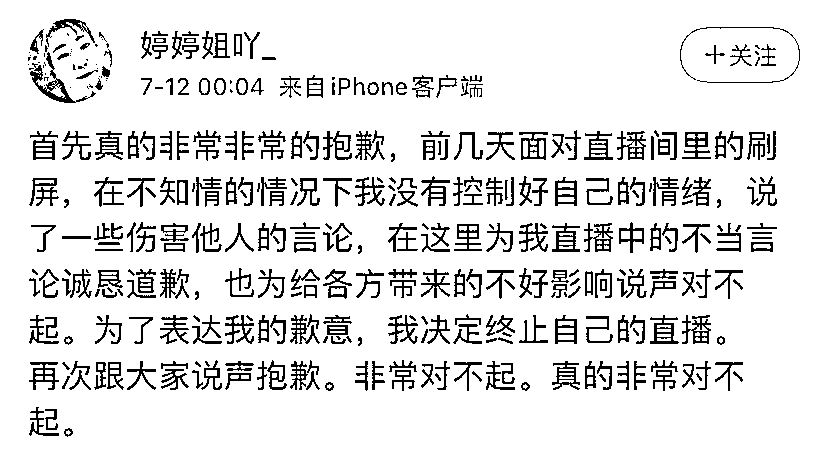 婷婷姐吖_
+关注
7-12 00:04 来自iPhone客户端
首先真的非常非常的抱歉，前几天面对直播间里的刷
屏，在不知情的情况下我没有控制好自己的情绪，说
了一些伤害他人的言论，在这里为我直播中的不当言
论诚恳道歉，也为给各方带来的不好影响说声对不
起。为了表达我的歉意，我决定终止自己的直播。
再次跟大家说声抱歉。非常对不起。真的非常对不
起。